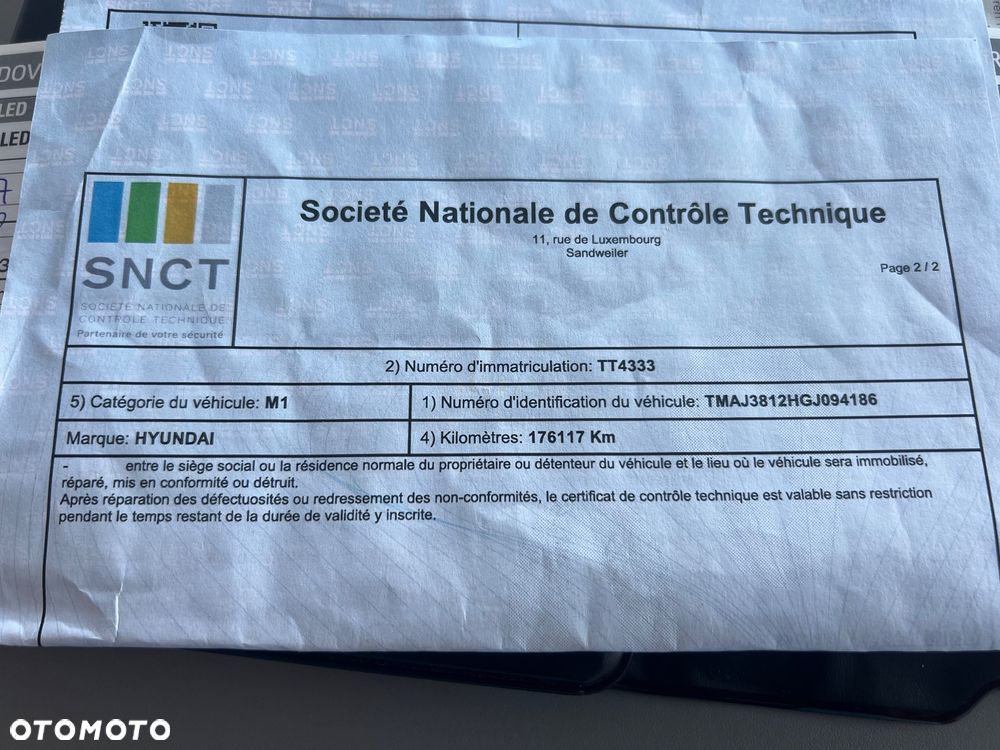 DOV
LED
LED
Societé Nationale de Contrôle Technique
11, rue de Luxembourg
Sandweiler
Page 2 / 2
SNCT
SOCIÉTÉ NATIONALE DE
CONTRÔLE TECHNIQUE
Partenaire de votre sécurité
2) Numéro d'immatriculation: TT4333
5) Catégorie du véhicule: M1
1) Numéro d'identification du véhicule: TMAJ3812HGJ094186
Marque: HYUNDAI
4) Kilomètres: 176117 Km
- entre le siège social ou la résidence normale du propriétaire ou détenteur du véhicule et le lieu où le véhicule sera immobilisé,
réparé, mis en conformité ou détruit.
Après réparation des défectuosités ou redressement des non-conformités, le certificat de contrôle technique est valable sans restriction
pendant le temps restant de la durée de validité y inscrite.
OTOMOTO